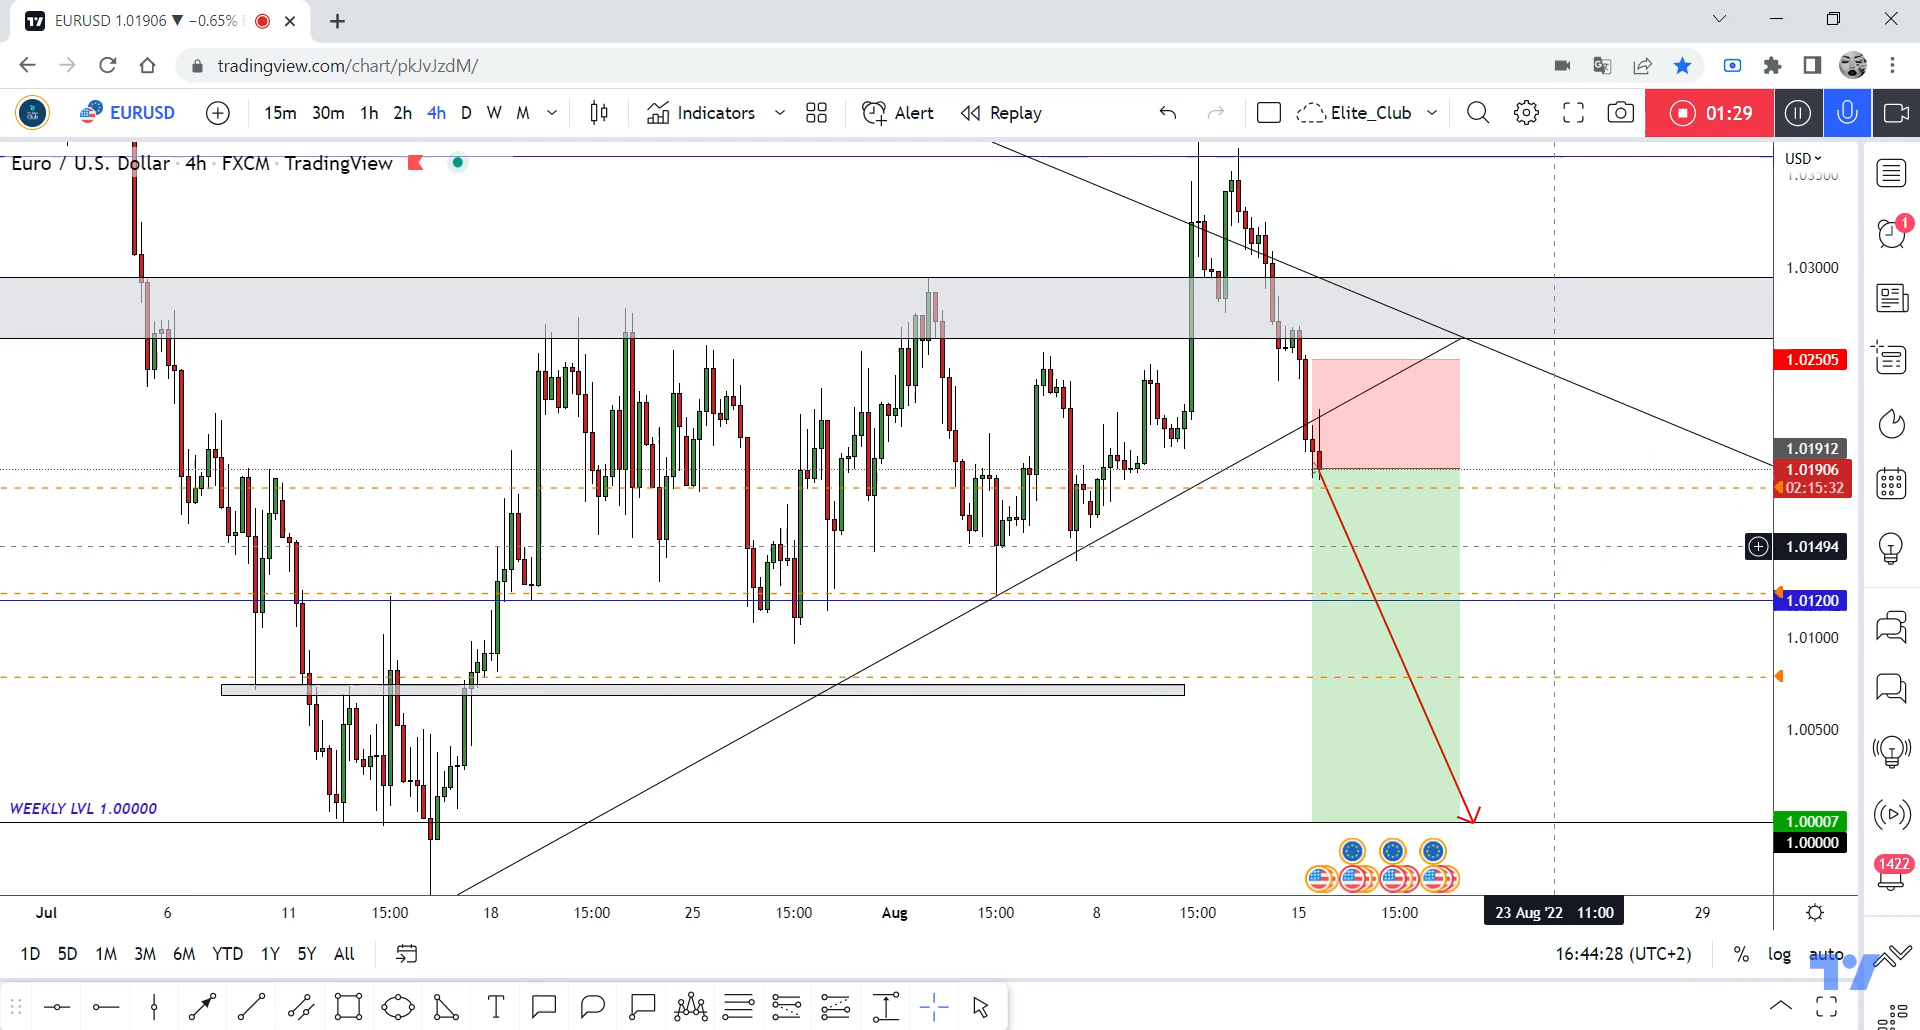 EURUSD 1.01906 ▼ −0.65%
tradingview.com/chart/pkJvJzdM/
EURUSD 15m 30m 1h 2h 4h D W M Indicators Alert Replay Elite_Club 01:29
Euro / U.S. Dollar · 4h · FXCM · TradingView
USD
1.03500
1
1.03000
1.02505
1.01912
1.01906
02:15:32
1.01494
1.01200
1.01000
1.00500
WEEKLY LVL 1.00000
1.00007
1.00000
1422
Jul 6 11 15:00 18 15:00 25 15:00 Aug 15:00 8 15:00 15 15:00 23 Aug '22 11:00 29
1D 5D 1M 3M 6M YTD 1Y 5Y All 16:44:28 (UTC+2) % log auto
T